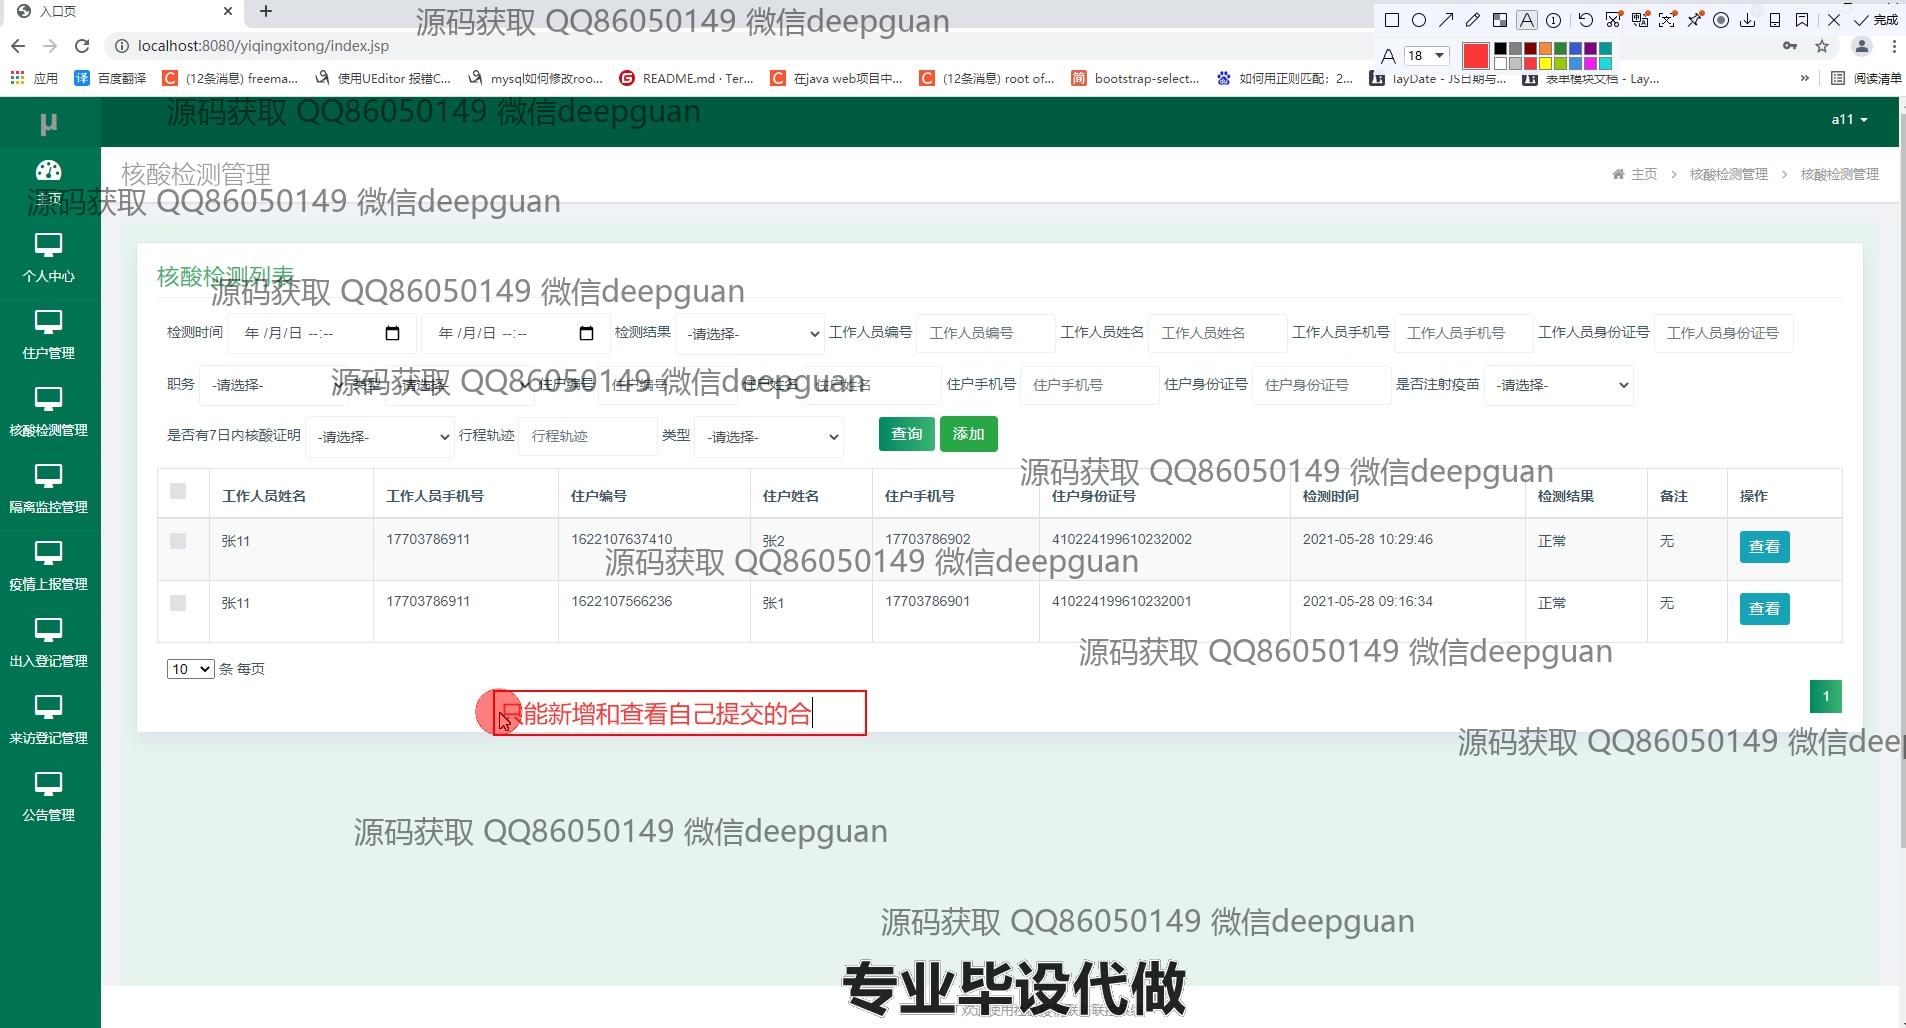 入口页
源码获取 QQ86050149 微信deepguan
完成
localhost:8080/yiqingxitong/index.jsp
18
应用 百度翻译 (12条消息) freema... 使用UEditor 报错C... mysql如何修改roo... README.md · Ter... 在java web项目中... (12条消息) root of... bootstrap-select... 如何用正则匹配：2... layDate - JS日期与... 表单模块文档 - Lay... » 阅读清单
源码获取 QQ86050149 微信deepguan
μ
a11
核酸检测管理
主页 > 核酸检测管理 > 核酸检测管理
主页
源码获取 QQ86050149 微信deepguan
个人中心
住户管理
核酸检测管理
隔离监控管理
疫情上报管理
出入登记管理
来访登记管理
公告管理
核酸检测列表
源码获取 QQ86050149 微信deepguan
检测时间 年 /月/日 --:-- 年 /月/日 --:-- 检测结果 -请选择- 工作人员编号 工作人员编号 工作人员姓名 工作人员姓名 工作人员手机号 工作人员手机号 工作人员身份证号 工作人员身份证号
职务 -请选择- 类型 -请选择- 住户编号 住户编号 住户姓名 住户姓名 住户手机号 住户手机号 住户身份证号 住户身份证号 是否注射疫苗 -请选择-
源码获取 QQ86050149 微信deepguan
是否有7日内核酸证明 -请选择- 行程轨迹 行程轨迹 类型 -请选择- 查询 添加
源码获取 QQ86050149 微信deepguan
工作人员姓名 工作人员手机号 住户编号 住户姓名 住户手机号 住户身份证号 检测时间 检测结果 备注 操作
张11 17703786911 1622107637410 张2 17703786902 410224199610232002 2021-05-28 10:29:46 正常 无 查看
源码获取 QQ86050149 微信deepguan
张11 17703786911 1622107566236 张1 17703786901 410224199610232001 2021-05-28 09:16:34 正常 无 查看
源码获取 QQ86050149 微信deepguan
10 条 每页
1
只能新增和查看自己提交的合
源码获取 QQ86050149 微信deep
源码获取 QQ86050149 微信deepguan
源码获取 QQ86050149 微信deepguan
专业毕设代做